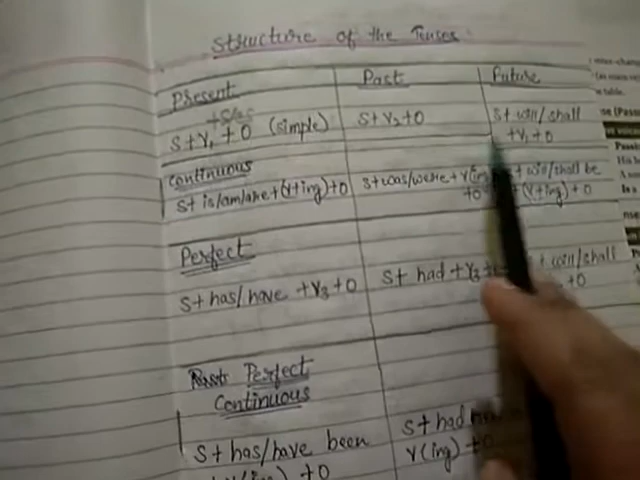 Structure of the Tenses
Present Past Future
+s/es
S+V1+O (simple) S+V2+O S+will/shall
+V1+O
Continuous
S+is/am/are+(V+ing)+O S+was/were+V(ing) S+will/shall be
+O +(V+ing)+O
Perfect
S+has/have+V3+O S+had+V3+ + will/shall
+O
Perfect
Continuous
S+has/have been S+had
+O V(ing)+O